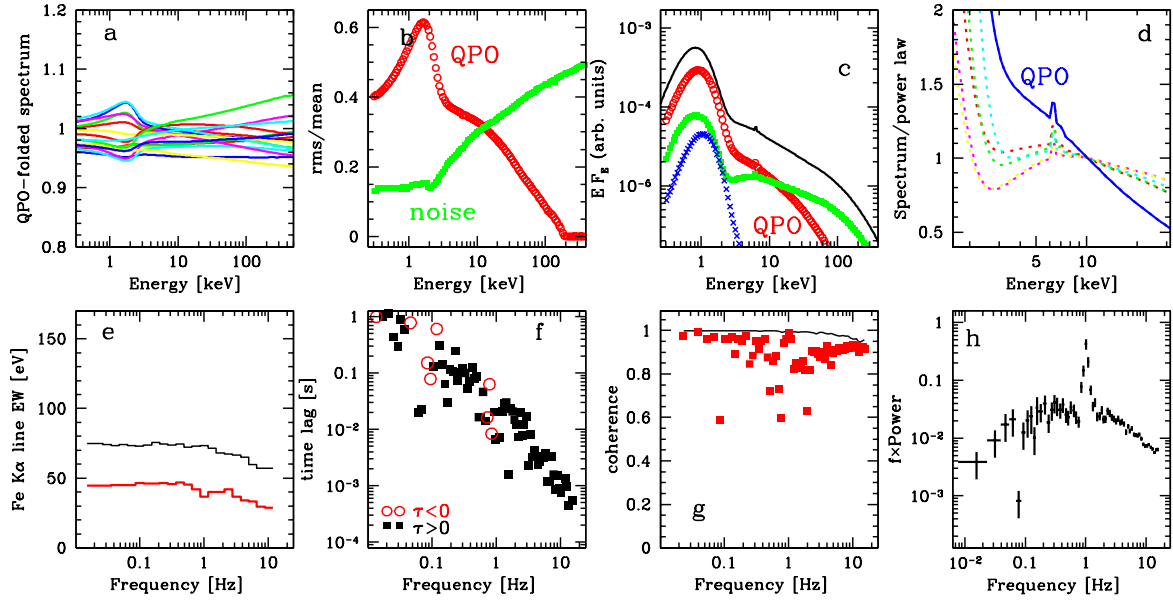 a
1.2
1.1
1
0.9
0.8
QPO−folded spectrum
1
10
100
Energy [keV]
b
QPO
noise
0.6
0.4
0.2
0
rms/mean
1
10
100
Energy [keV]
c
QPO
10⁻³
10⁻⁴
10⁻⁶
E F_E (arb. units)
1
10
100
Energy [keV]
d
QPO
2
1.5
1
0.5
Spectrum/power law
5
10
Energy [keV]
e
150
100
50
0
Fe Kα line EW [eV]
0.1
1
10
Frequency [Hz]
f
1
0.1
10⁻²
10⁻³
10⁻⁴
time lag [s]
τ<0
τ>0
0.1
1
10
Frequency [Hz]
g
1
0.8
0.6
0.4
0.2
0
coherence
0.1
1
10
Frequency [Hz]
h
1
0.1
10⁻²
10⁻³
f×Power
10⁻²
0.1
1
10
Frequency [Hz]